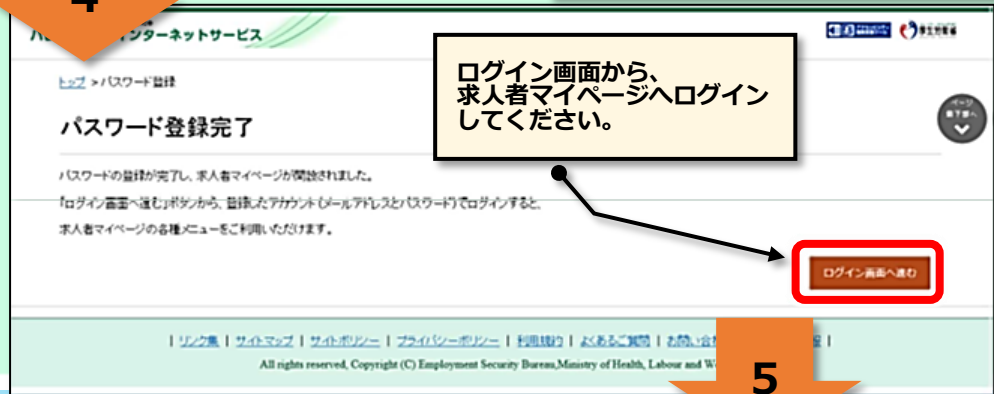 4
インターネットサービス
厚生労働省
トップ > パスワード登録
ログイン画面から、
求人者マイページへログイン
してください。
パスワード登録完了
ページ
最下部へ
パスワードの登録が完了し、求人者マイページが開設されました。
「ログイン画面へ進む」ボタンから、登録したアカウント（メールアドレスとパスワード）でログインすると、
求人者マイページの各種メニューをご利用いただけます。
ログイン画面へ進む
| リンク集 | サイトマップ | サイトポリシー | プライバシーポリシー | 利用規約 | よくあるご質問 | お問い合
All rights reserved, Copyright (C) Employment Security Bureau,Ministry of Health, Labour and W
5